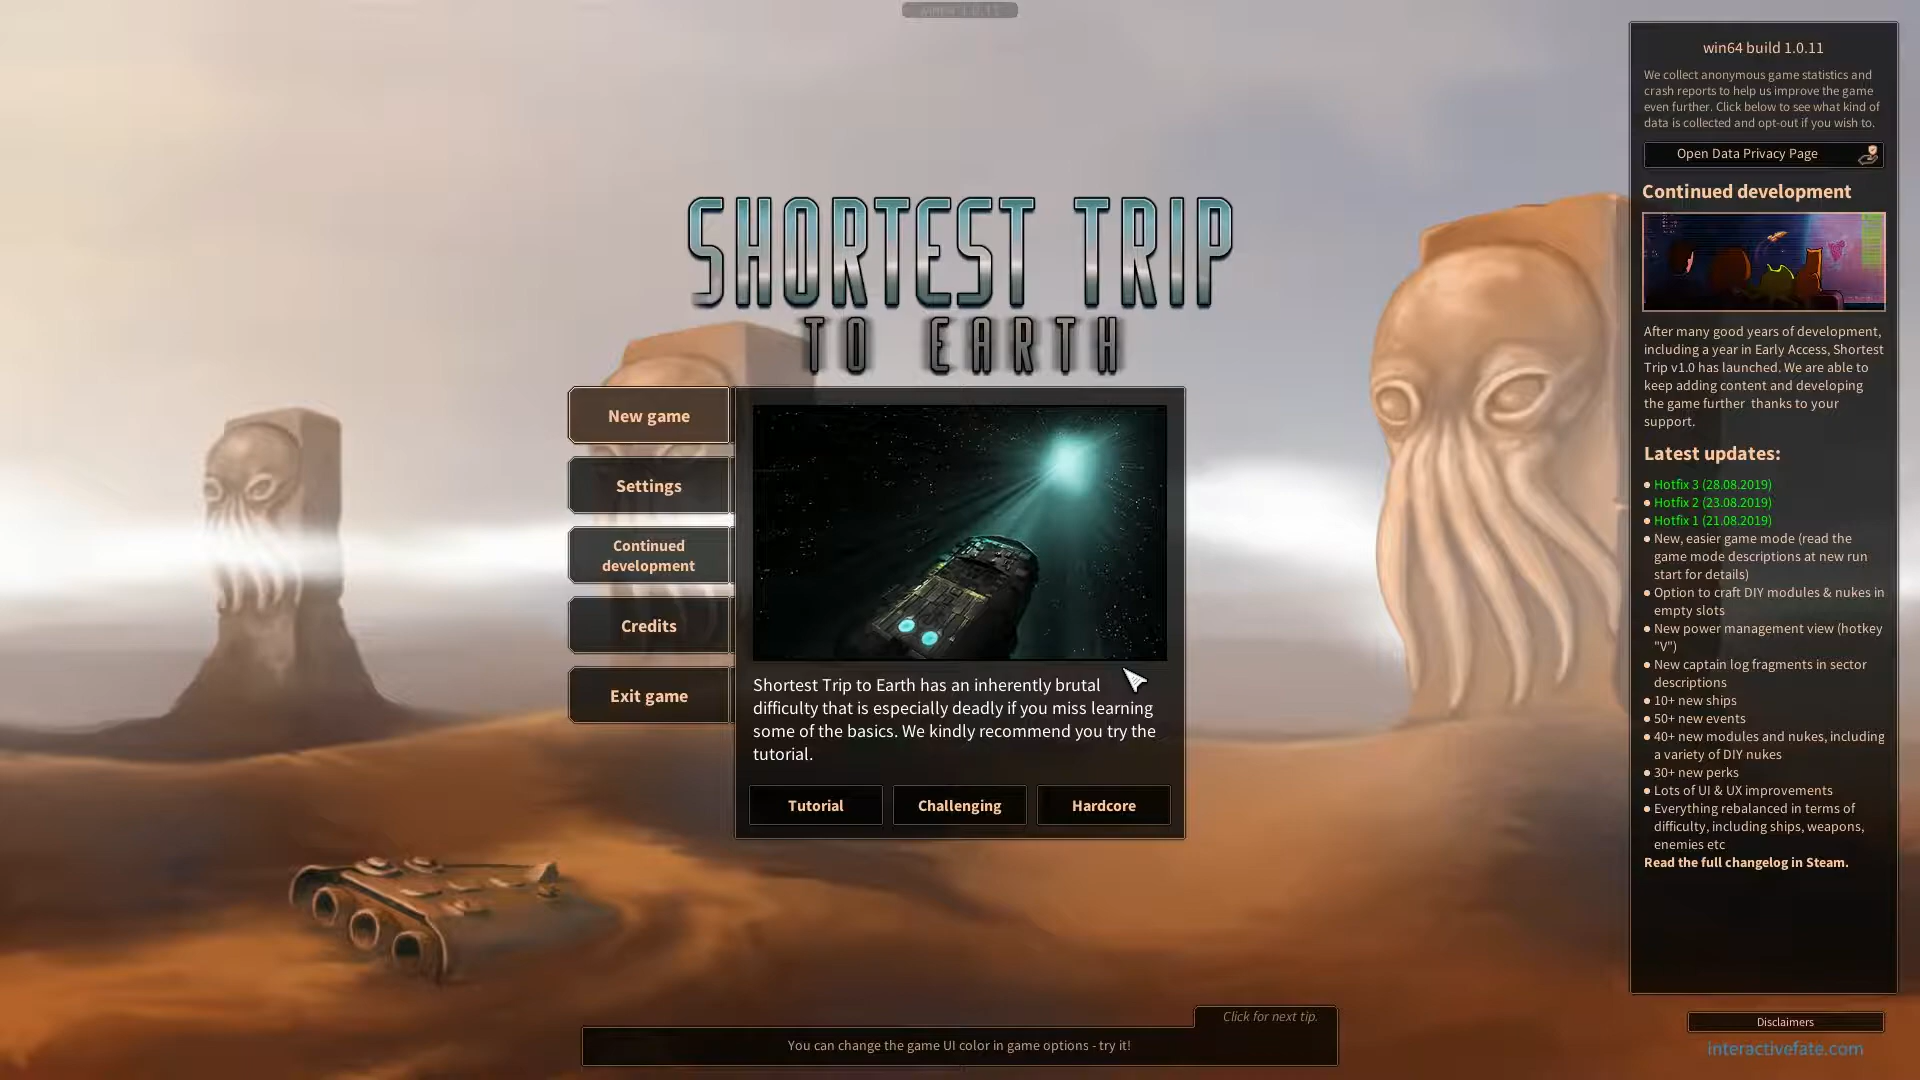 win64 1.0.11
SHORTEST TRIP
TO EARTH
New game
Settings
Continued
development
Credits
Exit game
Shortest Trip to Earth has an inherently brutal
difficulty that is especially deadly if you miss learning
some of the basics. We kindly recommend you try the
tutorial.
Tutorial
Challenging
Hardcore
Click for next tip.
You can change the game UI color in game options - try it!
win64 build 1.0.11
We collect anonymous game statistics and
crash reports to help us improve the game
even further. Click below to see what kind of
data is collected and opt-out if you wish to.
Open Data Privacy Page
Continued development
After many good years of development,
including a year in Early Access, Shortest
Trip v1.0 has launched. We are able to
keep adding content and developing
the game further thanks to your
support.
Latest updates:
● Hotfix 3 (28.08.2019)
● Hotfix 2 (23.08.2019)
● Hotfix 1 (21.08.2019)
● New, easier game mode (read the
game mode descriptions at new run
start for details)
● Option to craft DIY modules & nukes in
empty slots
● New power management view (hotkey
"V")
● New captain log fragments in sector
descriptions
● 10+ new ships
● 50+ new events
● 40+ new modules and nukes, including
a variety of DIY nukes
● 30+ new perks
● Lots of UI & UX improvements
● Everything rebalanced in terms of
difficulty, including ships, weapons,
enemies etc
Read the full changelog in Steam.
Disclaimers
interactivefate.com